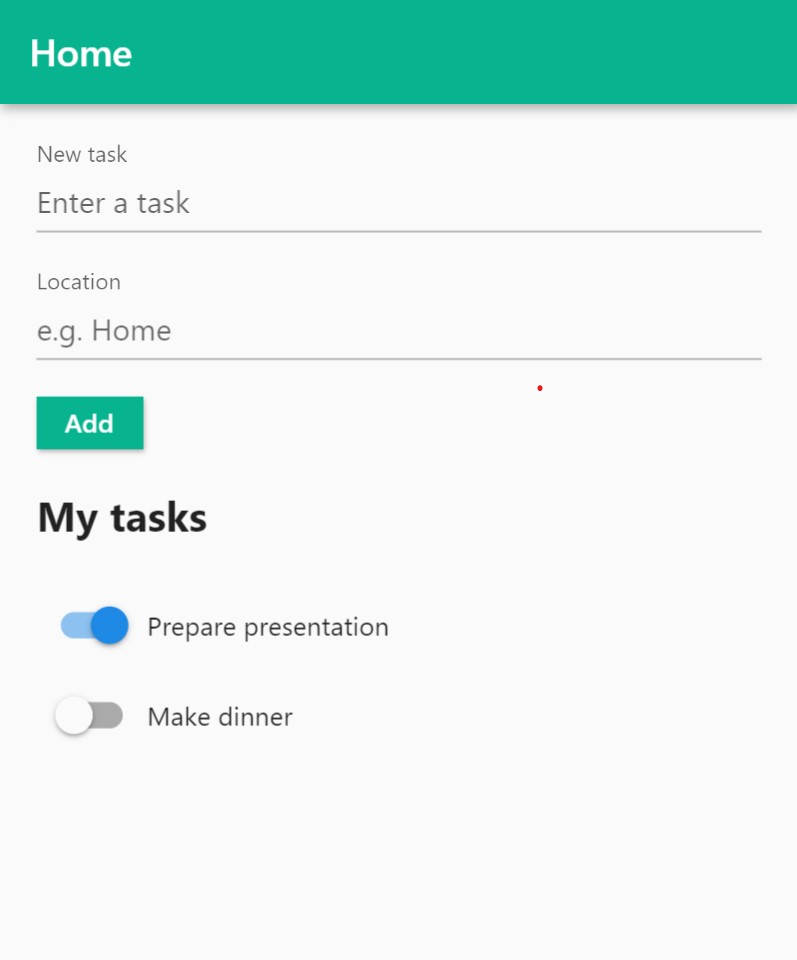 Home
New task
Enter a task
Location
e.g. Home
Add
My tasks
Prepare presentation
Make dinner